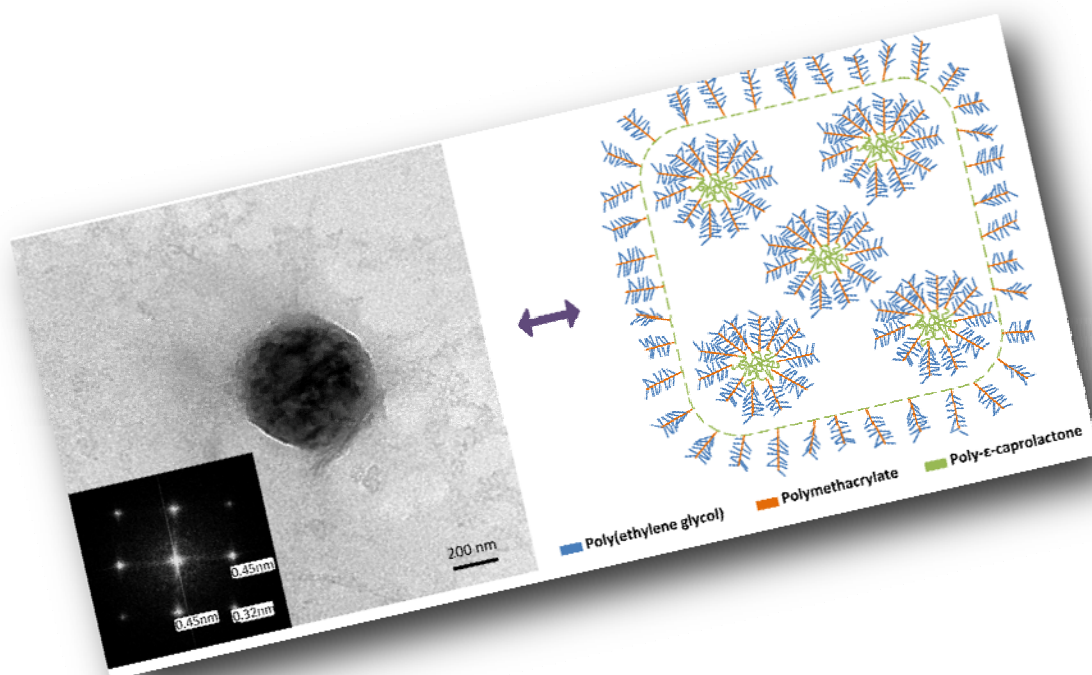 200 nm
0.45nm
0.45nm
0.32nm
Poly(ethylene glycol)
Polymethacrylate
Poly-ε-caprolactone